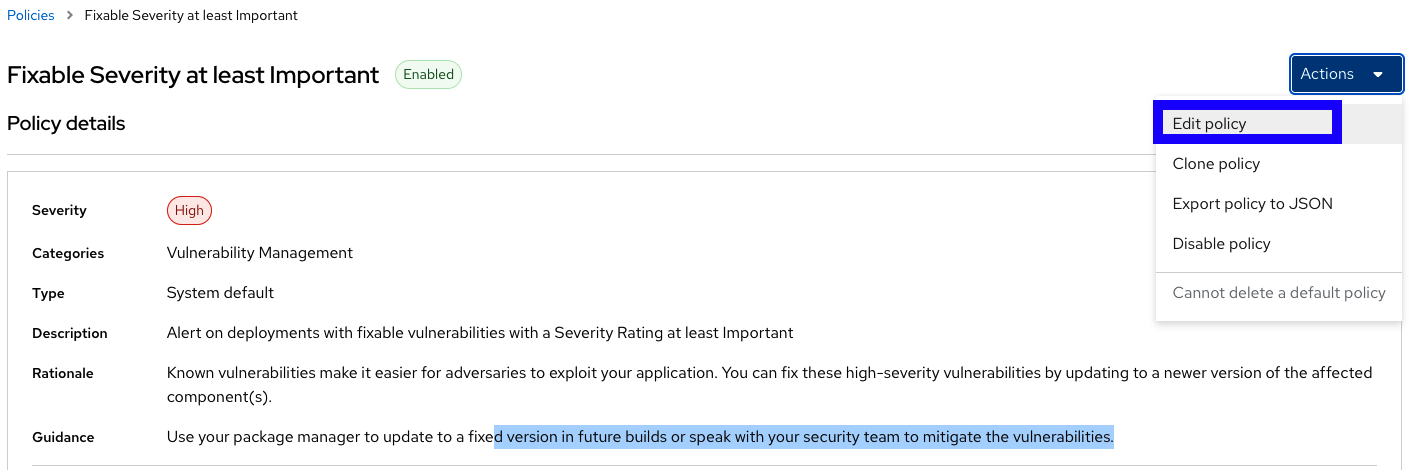 Policies > Fixable Severity at least Important
Fixable Severity at least Important Enabled
Actions
Policy details
Edit policy
Clone policy
Export policy to JSON
Disable policy
Cannot delete a default policy
Severity High
Categories Vulnerability Management
Type System default
Description Alert on deployments with fixable vulnerabilities with a Severity Rating at least Important
Rationale Known vulnerabilities make it easier for adversaries to exploit your application. You can fix these high-severity vulnerabilities by updating to a newer version of the affected
component(s).
Guidance Use your package manager to update to a fixed version in future builds or speak with your security team to mitigate the vulnerabilities.